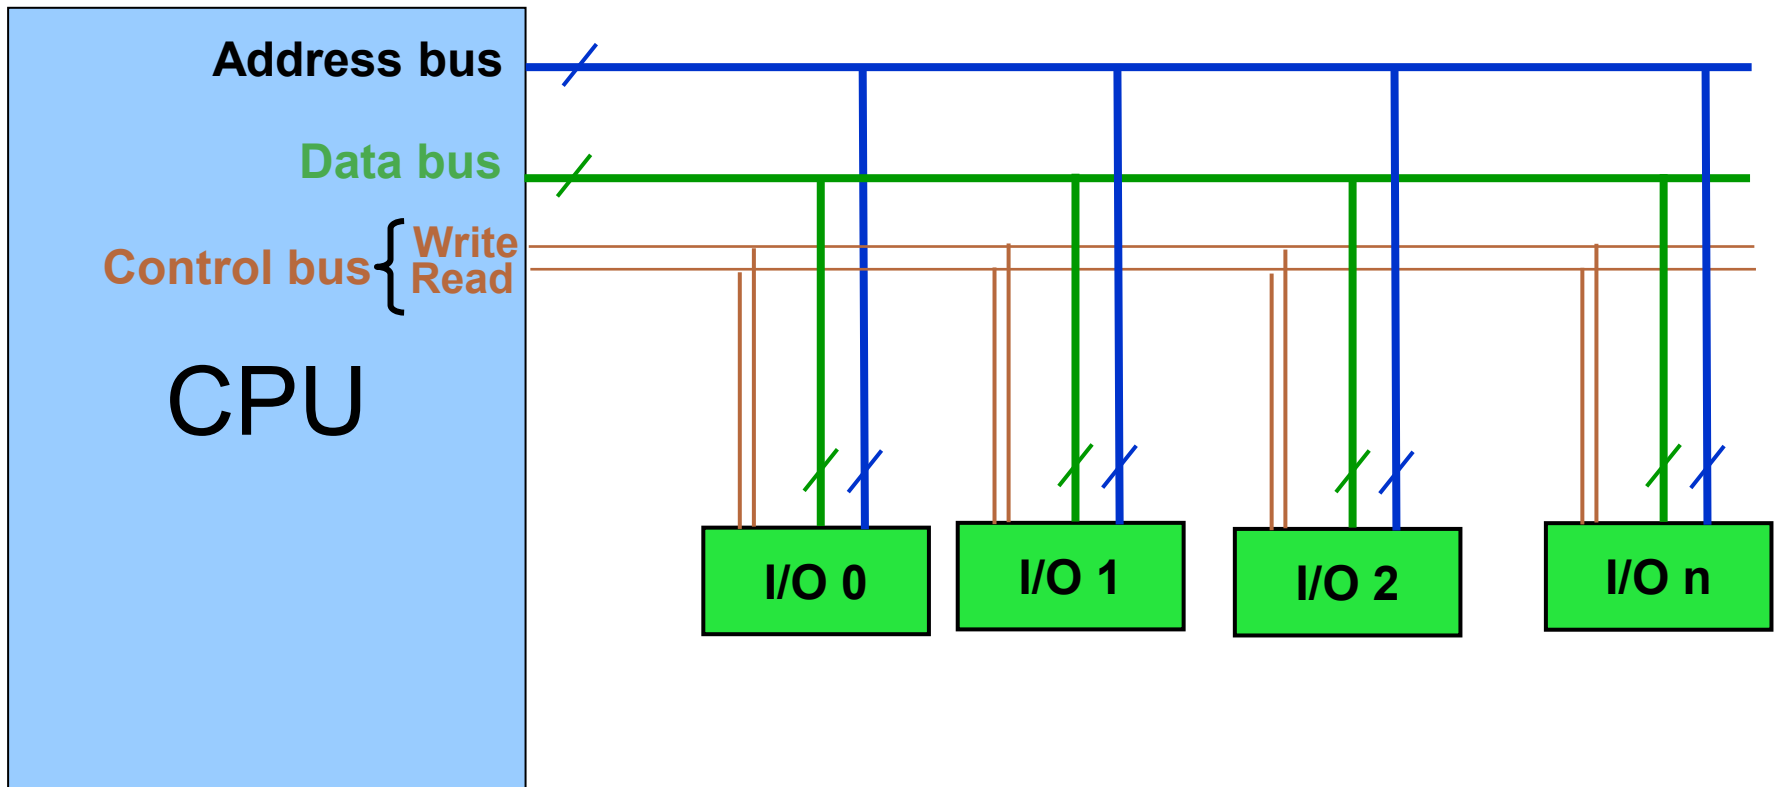 Address bus
Data bus
Write
Control bus
Read
CPU
I/O 0
I/O 1
I/O 2
I/O n